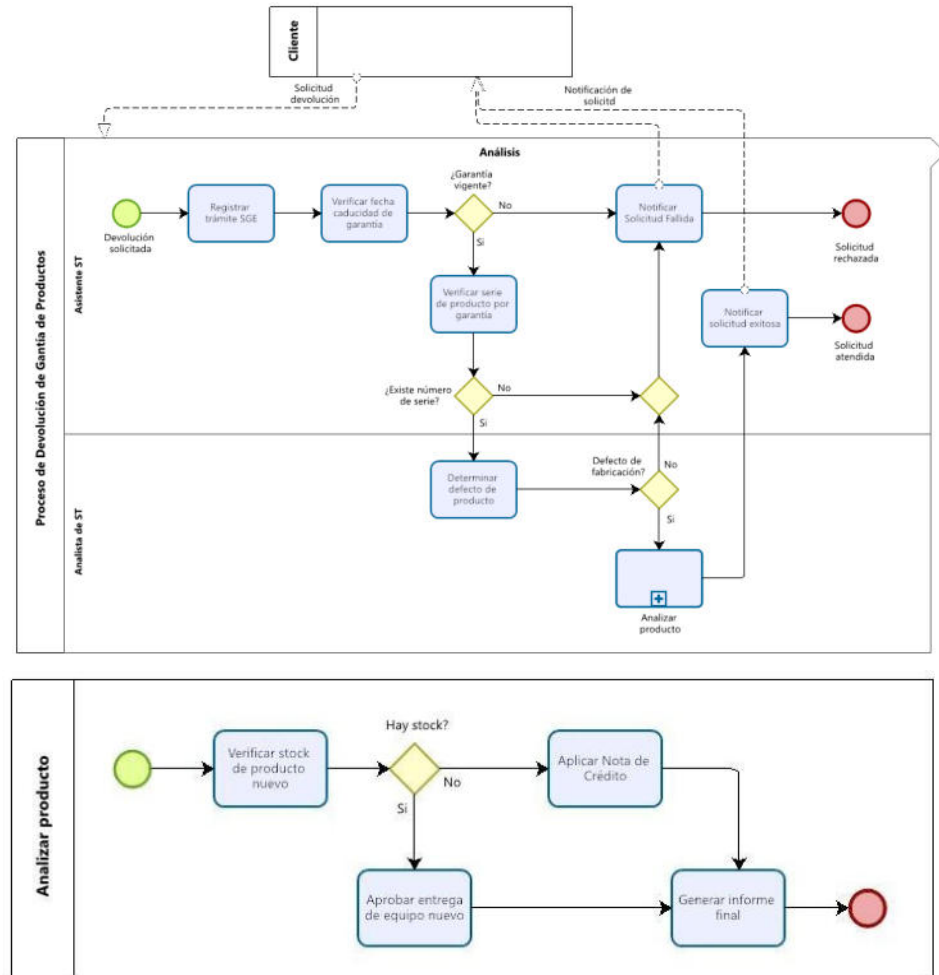 Cliente
Solicitud
devolución
Notificación de
solicitd
Proceso de Devolución de Gantía de Productos
Análisis
Asistente ST
Devolución
solicitada
Registrar
trámite SGE
Verificar fecha
caducidad de
garantía
¿Garantía
vigente?
No
Si
Notificar
Solicitud Fallida
Solicitud
rechazada
Verificar serie
de producto por
garantía
Notificar
solicitud exitosa
Solicitud
atendida
¿Existe número
de serie?
No
Si
Analista de ST
Determinar
defecto de
producto
Defecto de
fabricación?
No
Si
Analizar
producto
Analizar producto
Verificar stock
de producto
nuevo
Hay stock?
No
Si
Aplicar Nota de
Crédito
Aprobar entrega
de equipo nuevo
Generar informe
final